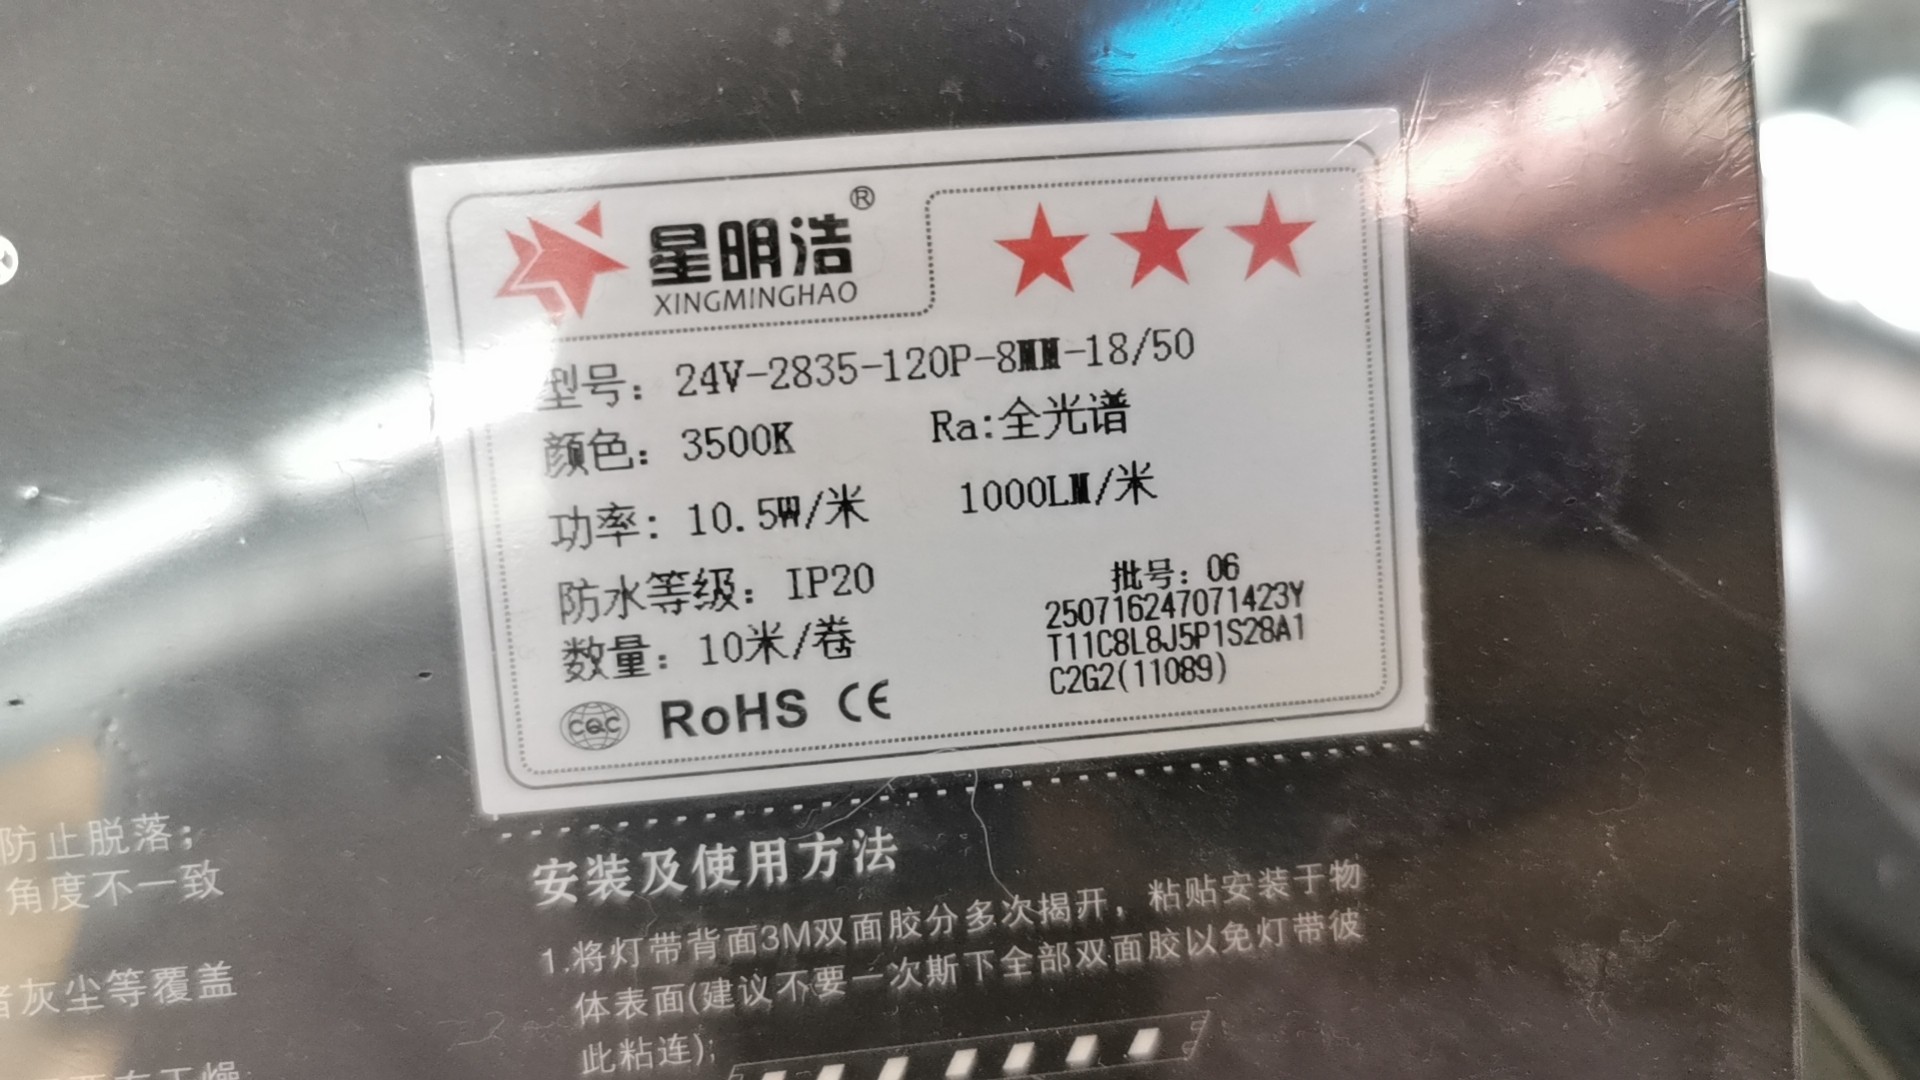 星明浩®
XINGMINGHAO
型号：24V-2835-120P-8MM-18/50
颜色：3500K Ra:全光谱
功率：10.5W/米 1000LM/米
防水等级：IP20
数量：10米/卷
批号：06
250716247071423Y
T11C8L8J5P1S28A1
C2G2(11089)
CQC RoHS CE
防止脱落；
角度不一致
灰尘等覆盖
安装及使用方法
1.将灯带背面3M双面胶分多次揭开，粘贴安装于物
体表面(建议不要一次斯下全部双面胶以免灯带彼
此粘连)；